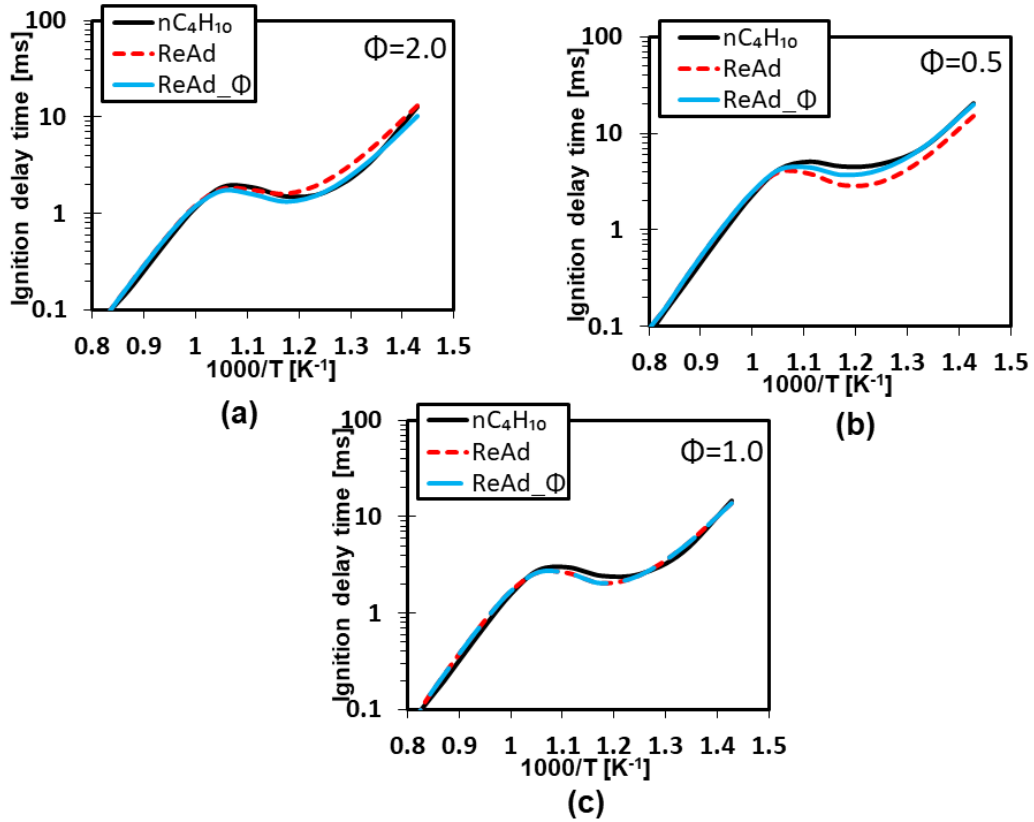 nC₄H₁₀
ReAd
ReAd_Φ
Φ=2.0
Ignition delay time [ms]
100
10
1
0.1
0.8 0.9 1 1.1 1.2 1.3 1.4 1.5
1000/T [K⁻¹]
(a)
nC₄H₁₀
ReAd
ReAd_Φ
Φ=0.5
Ignition delay time [ms]
100
10
1
0.1
0.8 0.9 1 1.1 1.2 1.3 1.4 1.5
1000/T [K⁻¹]
(b)
nC₄H₁₀
ReAd
ReAd_Φ
Φ=1.0
Ignition delay time [ms]
100
10
1
0.1
0.8 0.9 1 1.1 1.2 1.3 1.4 1.5
1000/T [K⁻¹]
(c)